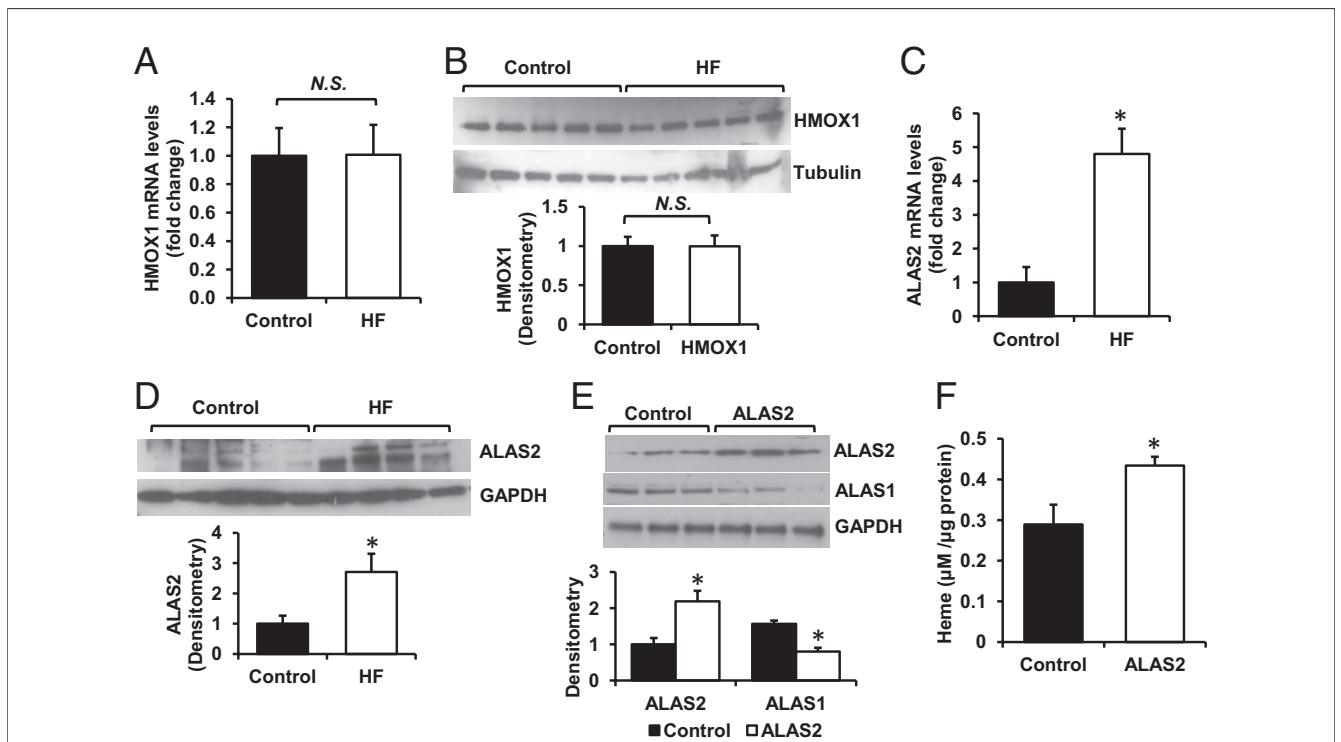 A
N.S.
HMOX1 mRNA levels
(fold change)
1.4
1.2
1.0
0.8
0.6
0.4
0.2
0.0
Control HF
B
Control HF
HMOX1
Tubulin
N.S.
HMOX1
(Densitometry)
1.5
1
0.5
0
Control HMOX1
C
ALAS2 mRNA levels
(fold change)
6
5
4
3
2
1
0
*
Control HF
D
Control HF
ALAS2
GAPDH
ALAS2
(Densitometry)
4
3
2
1
0
*
Control HF
E
Control ALAS2
ALAS2
ALAS1
GAPDH
Densitometry
3
2
1
0
*
*
ALAS2 ALAS1
Control ALAS2
F
Heme (µM /µg protein)
0.5
0.4
0.3
0.2
0.1
0
*
Control ALAS2